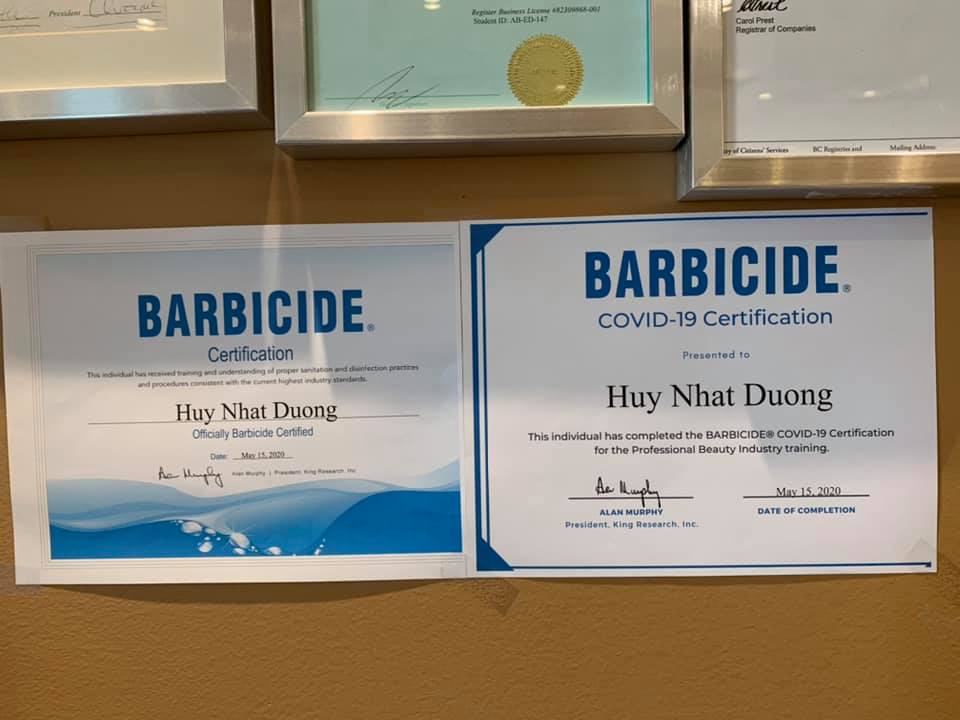 President
Register Business License #82309868-001
Student ID: AB-ED-147
Carol Prest
Registrar of Companies
of Citizens' Services BC Registries and Mailing Address:
BARBICIDE®
Certification
This individual has received training and understanding of proper sanitation and disinfection practices
and procedures consistent with the current highest industry standards.
Huy Nhat Duong
Officially Barbicide Certified
Date: May 15, 2020
Alan Murphy | President, King Research, Inc
BARBICIDE®
COVID-19 Certification
Presented to
Huy Nhat Duong
This individual has completed the BARBICIDE® COVID-19 Certification
for the Professional Beauty Industry training.
May 15, 2020
ALAN MURPHY
President, King Research, Inc.
DATE OF COMPLETION